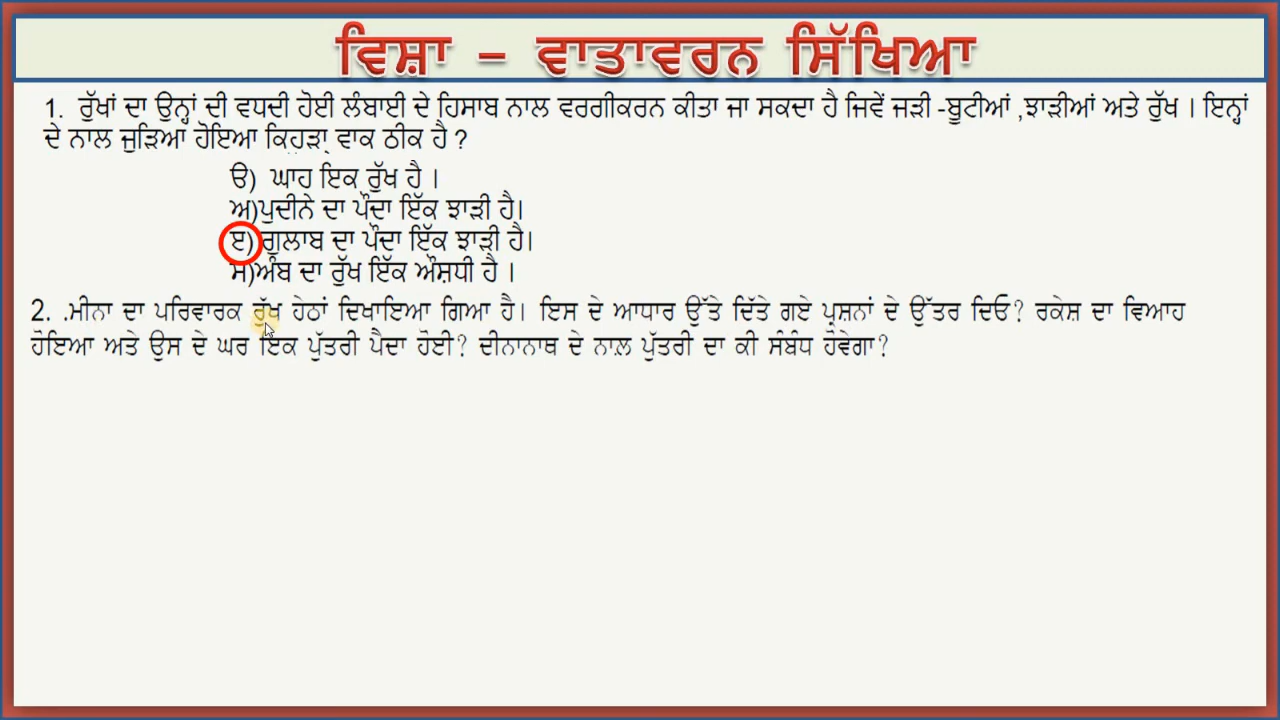 ਵਿਸ਼ਾ – ਵਾਤਾਵਰਨ ਸਿੱਖਿਆ
1. ਰੁੱਖਾਂ ਦਾ ਉਨ੍ਹਾਂ ਦੀ ਵਧਦੀ ਹੋਈ ਲੰਬਾਈ ਦੇ ਹਿਸਾਬ ਨਾਲ ਵਰਗੀਕਰਨ ਕੀਤਾ ਜਾ ਸਕਦਾ ਹੈ ਜਿਵੇਂ ਜੜੀ -ਬੂਟੀਆਂ ,ਝਾੜੀਆਂ ਅਤੇ ਰੁੱਖ । ਇਨ੍ਹਾਂ
ਦੇ ਨਾਲ ਜੁੜਿਆ ਹੋਇਆ ਕਿਹੜਾ ਵਾਕ ਠੀਕ ਹੈ ?
ੳ) ਘਾਹ ਇਕ ਰੁੱਖ ਹੈ ।
ਅ)ਪੁਦੀਨੇ ਦਾ ਪੌਦਾ ਇੱਕ ਝਾੜੀ ਹੈ।
ੲ) ਗੁਲਾਬ ਦਾ ਪੌਦਾ ਇੱਕ ਝਾੜੀ ਹੈ।
ਸ)ਅੰਬ ਦਾ ਰੁੱਖ ਇੱਕ ਔਸ਼ਧੀ ਹੈ ।
2. .ਮੀਨਾ ਦਾ ਪਰਿਵਾਰਕ ਰੁੱਖ ਹੇਠਾਂ ਦਿਖਾਇਆ ਗਿਆ ਹੈ। ਇਸ ਦੇ ਆਧਾਰ ਉੱਤੇ ਦਿੱਤੇ ਗਏ ਪ੍ਰਸ਼ਨਾਂ ਦੇ ਉੱਤਰ ਦਿਓ? ਰਕੇਸ਼ ਦਾ ਵਿਆਹ
ਹੋਇਆ ਅਤੇ ਉਸ ਦੇ ਘਰ ਇਕ ਪੁੱਤਰੀ ਪੈਦਾ ਹੋਈ? ਦੀਨਾਨਾਥ ਦੇ ਨਾਲ਼ ਪੁੱਤਰੀ ਦਾ ਕੀ ਸੰਬੰਧ ਹੋਵੇਗਾ?